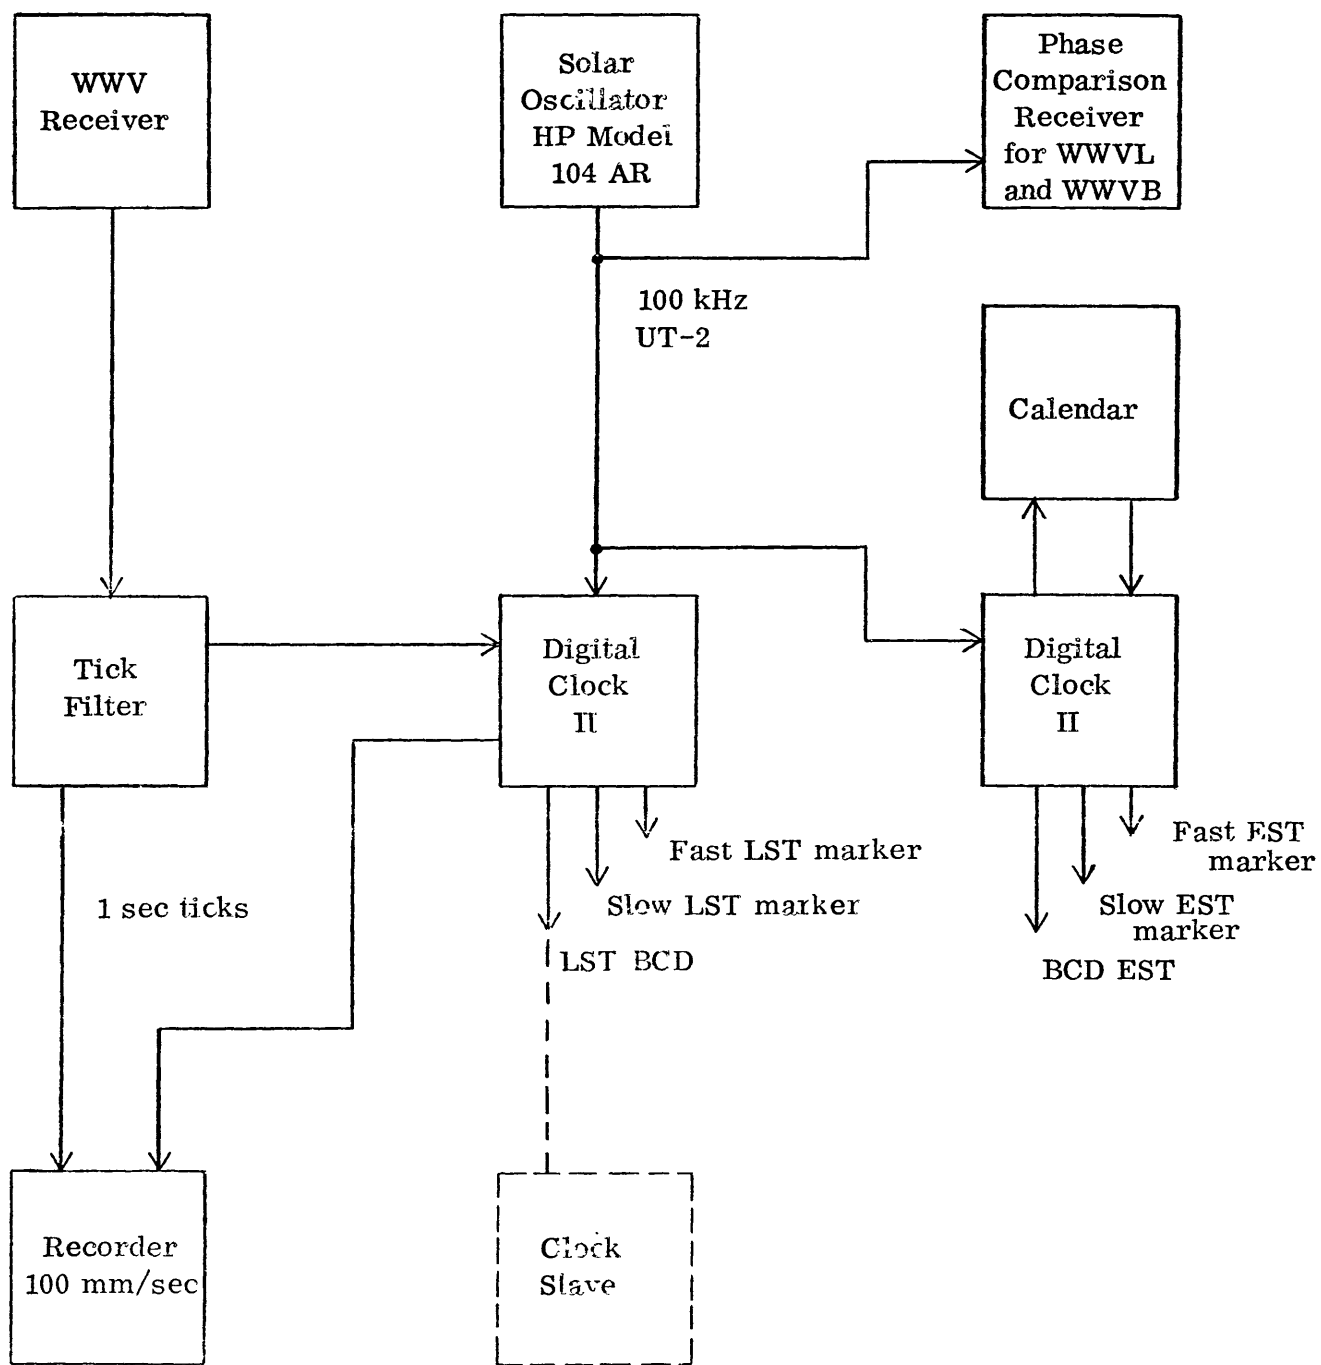 WWV
Receiver
Solar
Oscillator
HP Model
104 AR
Phase
Comparison
Receiver
for WWVL
and WWVB
100 kHz
UT-2
Calendar
Tick
Filter
Digital
Clock
II
Digital
Clock
II
Fast LST marker
Slow LST marker
LST BCD
Fast EST
marker
Slow EST
marker
BCD EST
1 sec ticks
Recorder
100 mm/sec
Clock
Slave